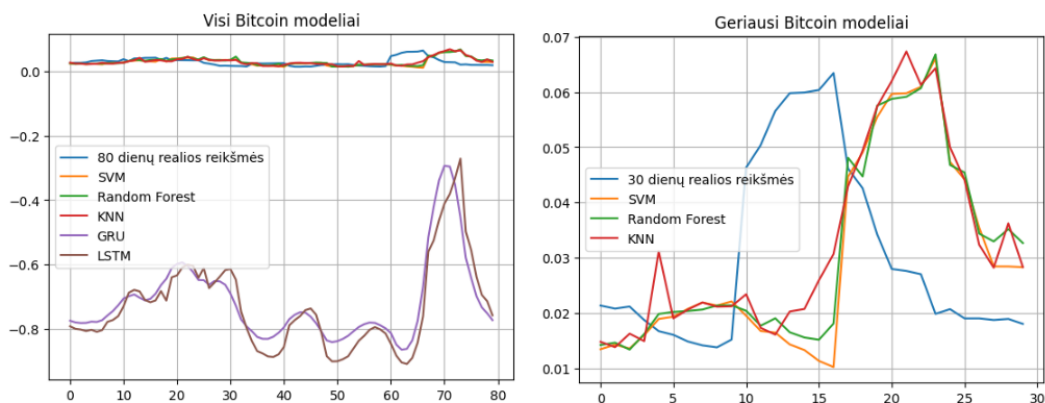 Visi Bitcoin modeliai
0.0
−0.2
−0.4
−0.6
−0.8
80 dienų realios reikšmės
SVM
Random Forest
KNN
GRU
LSTM
0 10 20 30 40 50 60 70 80
Geriausi Bitcoin modeliai
0.07
0.06
0.05
0.04
0.03
0.02
0.01
30 dienų realios reikšmės
SVM
Random Forest
KNN
0 5 10 15 20 25 30